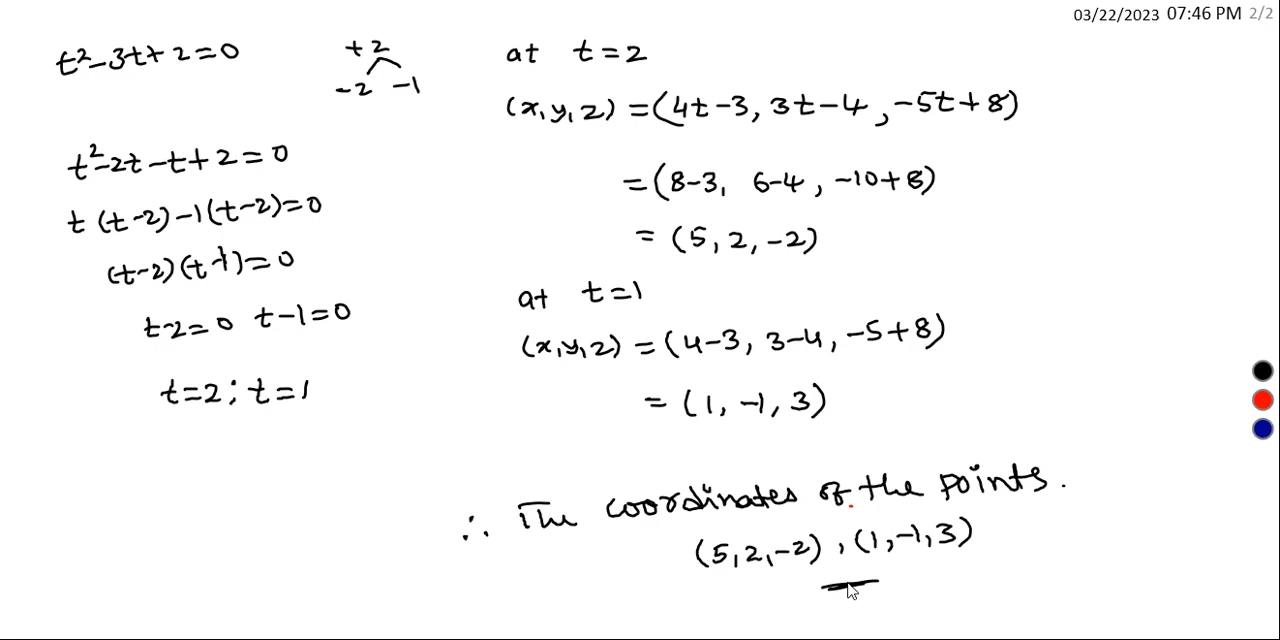 03/22/2023 07:46 PM 2/2
t²-3t+2=0
+2
-2 -1
t²-2t-t+2=0
t(t-2)-1(t-2)=0
(t-2)(t-1)=0
t-2=0 t-1=0
t=2; t=1
at t=2
(x,y,z)=(4t-3, 3t-4, -5t+8)
=(8-3, 6-4, -10+8)
= (5, 2, -2)
at t=1
(x,y,z)=(4-3, 3-4, -5+8)
= (1, -1, 3)
∴ The coordinates of the points.
(5,2,-2), (1,-1,3)